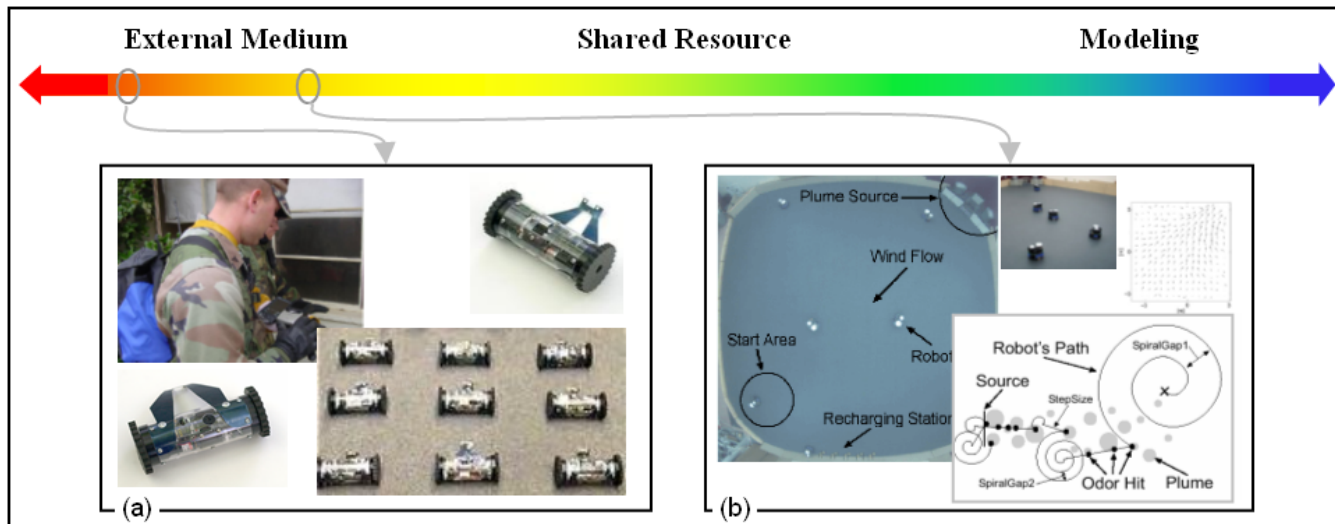 External Medium
Shared Resource
Modeling
(a)
Plume Source
Wind Flow
Start Area
Robot
Recharging Station
Robot's Path
SpiralGap1
Source
StepSize
SpiralGap2
Odor Hit
Plume
(b)